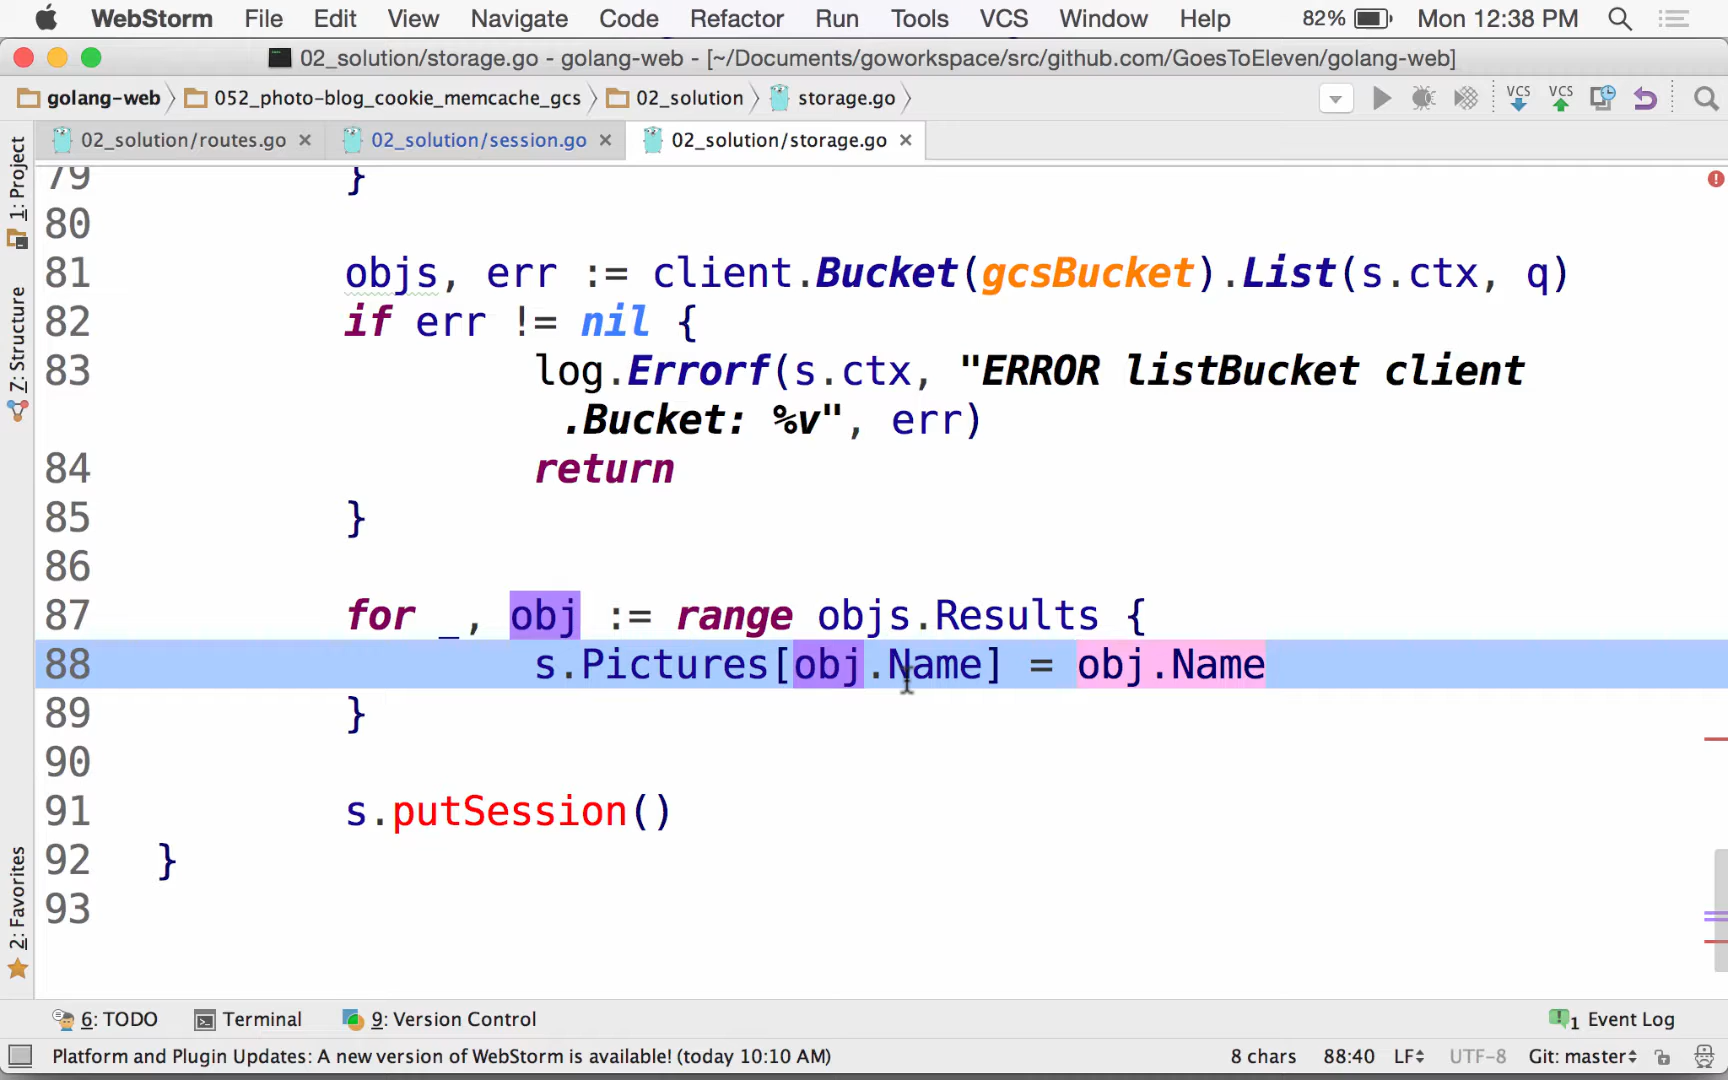 WebStorm File Edit View Navigate Code Refactor Run Tools VCS Window Help 82% Mon 12:38 PM
02_solution/storage.go - golang-web - [~/Documents/goworkspace/src/github.com/GoesToEleven/golang-web]
golang-web 052_photo-blog_cookie_memcache_gcs 02_solution storage.go VCS VCS
02_solution/routes.go 02_solution/session.go 02_solution/storage.go
1: Project
Z: Structure
2: Favorites
79 }
80
81 objs, err := client.Bucket(gcsBucket).List(s.ctx, q)
82 if err != nil {
83 log.Errorf(s.ctx, "ERROR listBucket client
.Bucket: %v", err)
84 return
85 }
86
87 for _, obj := range objs.Results {
88 s.Pictures[obj.Name] = obj.Name
89 }
90
91 s.putSession()
92 }
93
6: TODO Terminal 9: Version Control 1 Event Log
Platform and Plugin Updates: A new version of WebStorm is available! (today 10:10 AM) 8 chars 88:40 LF UTF-8 Git: master